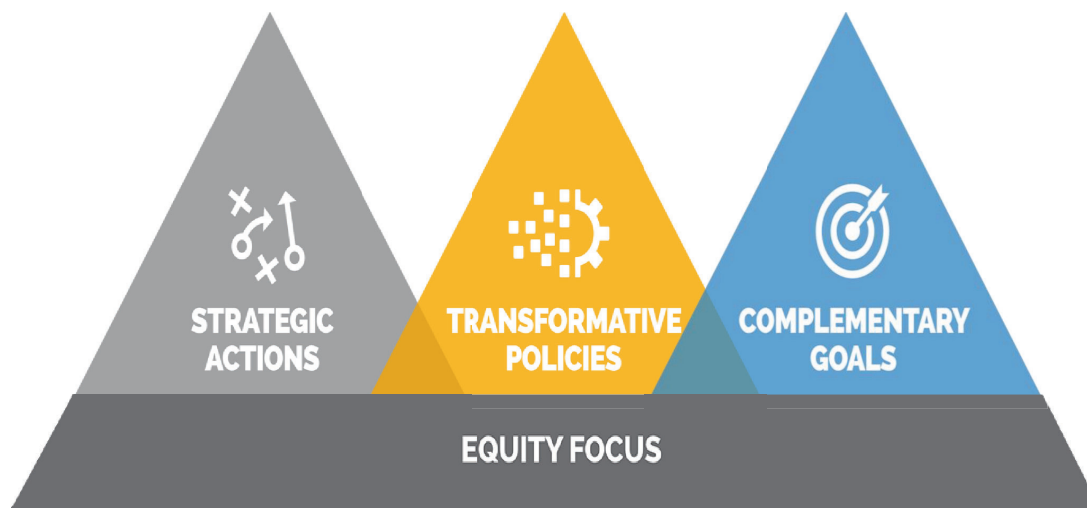 STRATEGIC
ACTIONS
TRANSFORMATIVE
POLICIES
COMPLEMENTARY
GOALS
EQUITY FOCUS